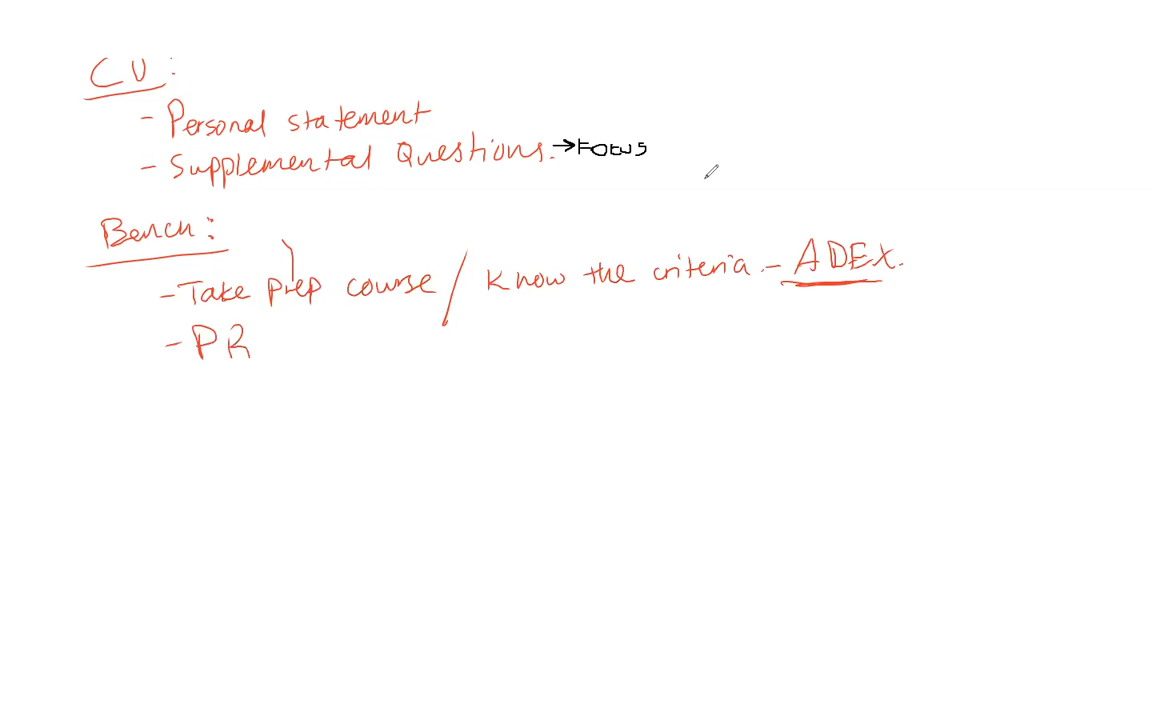 CV:
- Personal statement
- Supplemental Questions. → Focus
Bench:
- Take prep course / Know the criteria. - ADEX.
- PR